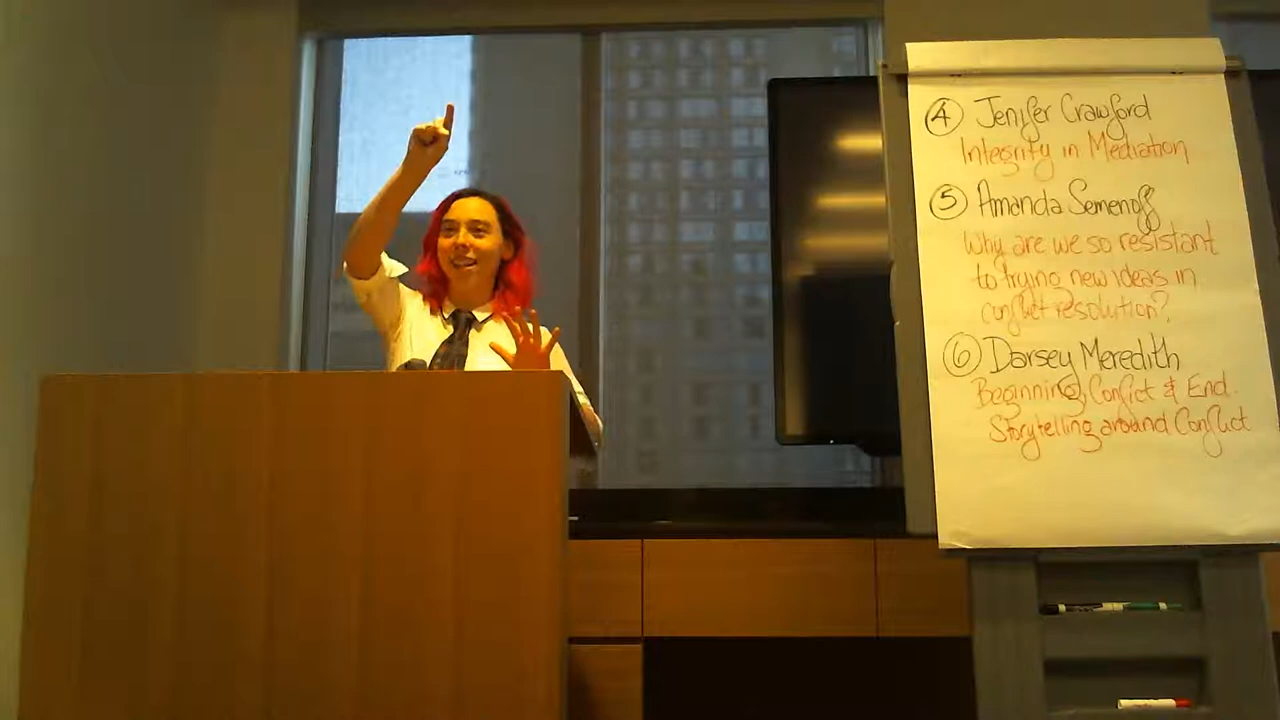 ④ Jenifer Crawford
Integrity in Mediation
⑤ Amanda Semenoff
Why are we so resistant
to trying new ideas in
conflict resolution?
⑥ Darsey Meredith
Beginning, Conflict & End.
Storytelling around Conflict